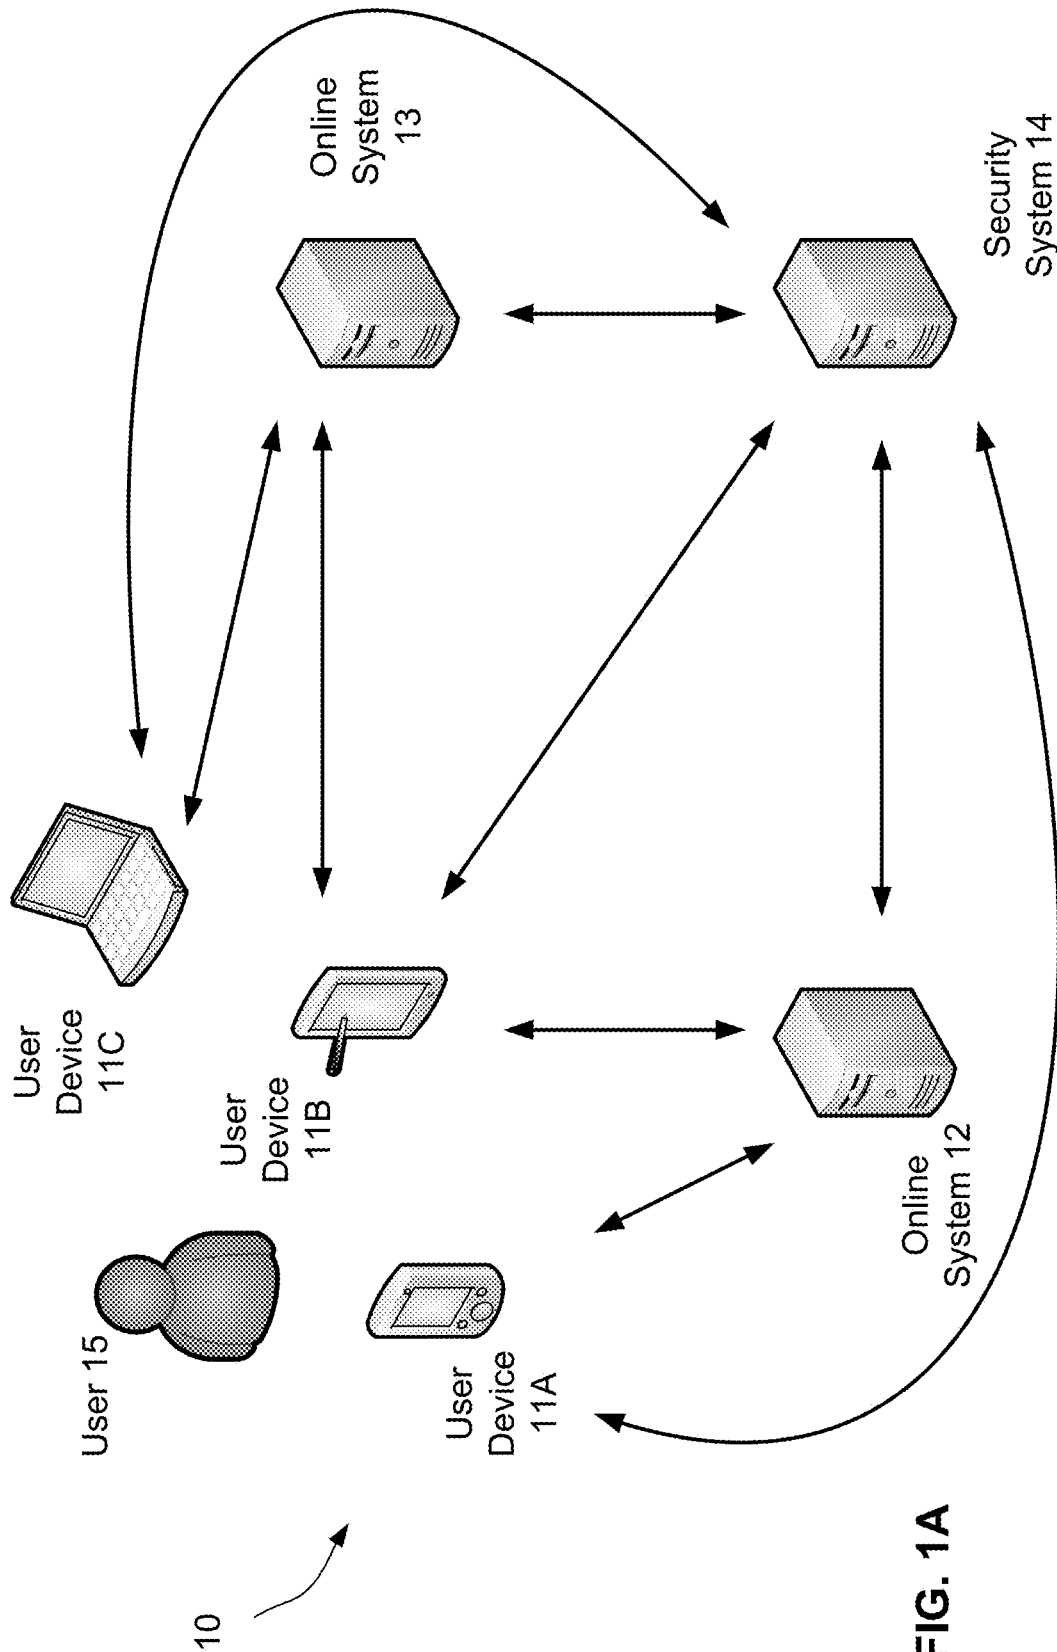 10
User 15
User
Device
11C
User
Device
11B
User
Device
11A
Online
System
13
Online
System 12
Security
System 14
FIG. 1A